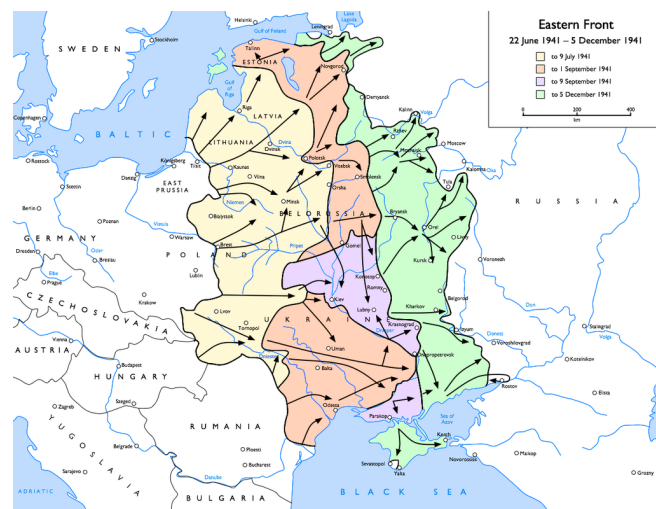 Eastern Front
22 June 1941 – 5 December 1941
to 9 July 1941
to 1 September 1941
to 9 September 1941
to 5 December 1941
0 200 400
km
Helsinki
Gulf of Finland
Leningrad
Lake
Ladoga
SWEDEN
Stockholm
Talinn
ESTONIA
Novgorod
Gulf
of
Riga
Riga
LATVIA
Demyansk
Kalinin
Volga
Copenhagen
BALTIC
LITHUANIA
Dvina
Dvinsk
Rzhev
Moscow
Mozhaisk
Rostock
Königsberg
Tilsit
Kaunas
Polotsk
Vitebsk
Kolomna
Oka
Danzig
Vilna
Smolensk
Tula
Stettin
EAST
PRUSSIA
Orsha
RUSSIA
Berlin
Niemen
Minsk
Bialystok
BELORUSSIA
Bryansk
Poznan
Vistula
Orel
GERMANY
Warsaw
Brest
Pripet
Gomel
Livny
Dresden
Oder
POLAND
Kursk
Voronezh
Breslau
Elbe
Lublin
Konotop
Prague
Romny
Belgorod
Don
Krakow
Kiev
Lubny
Kharkov
CZECHOSLOVAKIA
Lvov
UKRAINE
Krasnograd
Stalingrad
Tarnopol
Dnieper
Izyum
Donets
Volga
Vienna
Uman
Voroshilovgrad
AUSTRIA
Dniester
Dnepropetrovsk
Kotelnikov
Budapest
Balta
HUNGARY
Rostov
Elista
Zagreb
Szeged
Odessa
Perekop
Sea of
Azov
RUMANIA
YUGOSLAVIA
Kerch
Belgrade
Ploesti
Sevastopol
Novorossisk
Maikop
Sarajevo
Bucharest
Yalta
Grozny
Danube
ADRIATIC
BULGARIA
BLACK SEA